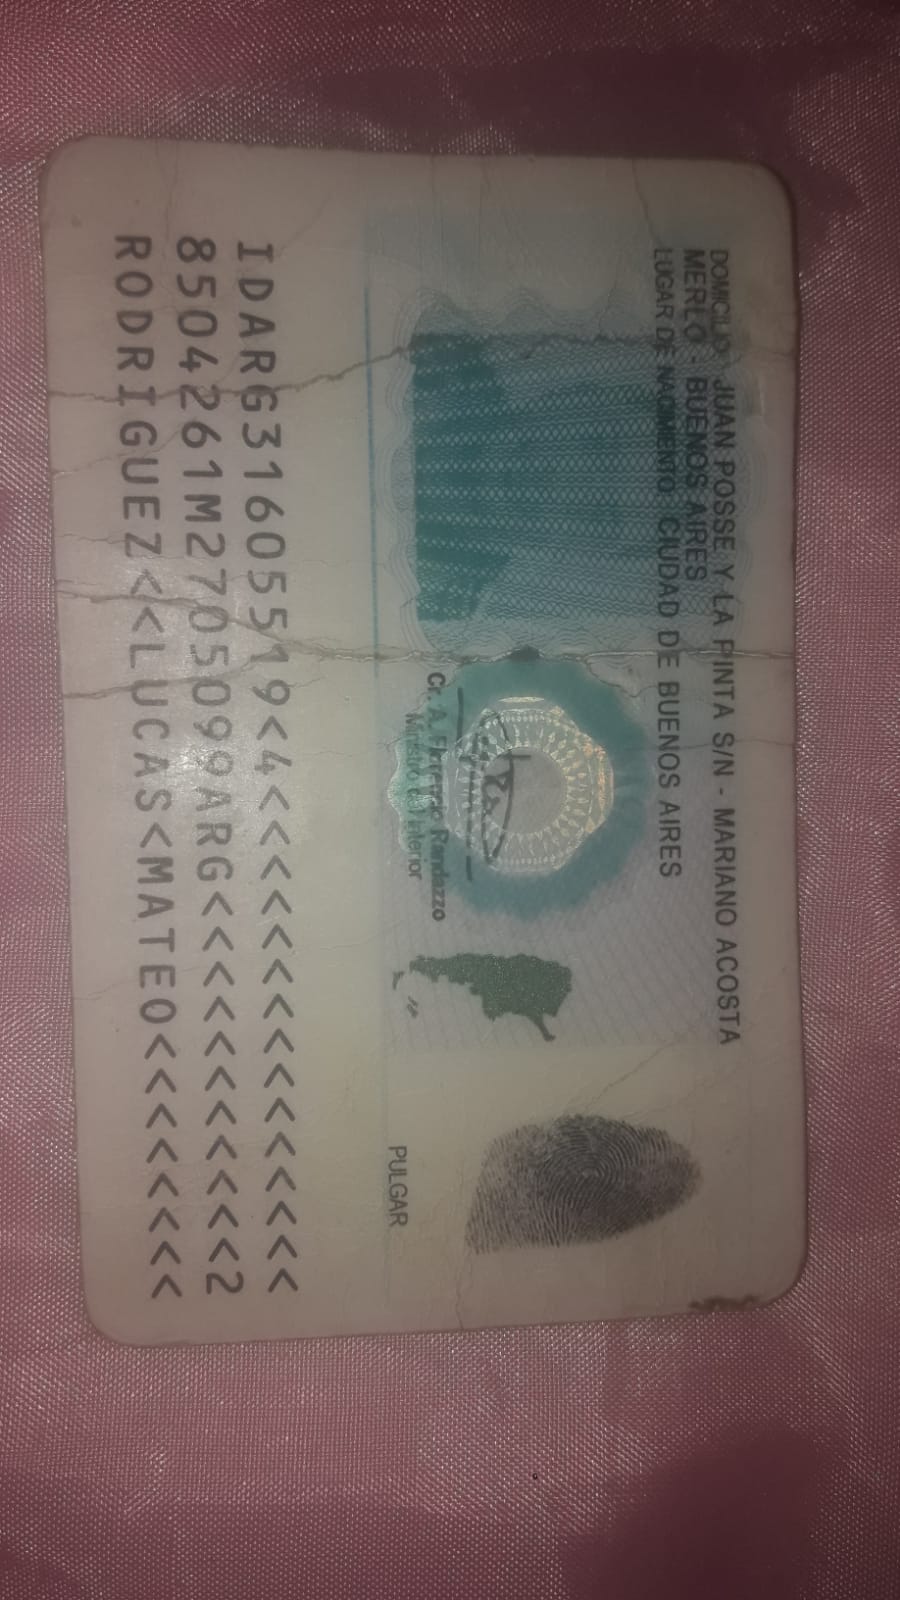 DOMICILIO: JUAN POSSE Y LA PINTA S/N - MARIANO ACOSTA
MERLO - BUENOS AIRES
LUGAR DE NACIMIENTO: CIUDAD DE BUENOS AIRES
Cr. A. Florencio Randazzo
Ministro del Interior
PULGAR
IDARG31605519<4<<<<<<<<<<<<<<<
8504261M2705099ARG<<<<<<<<<<<2
RODRIGUEZ<<LUCAS<MATEO<<<<<<<<